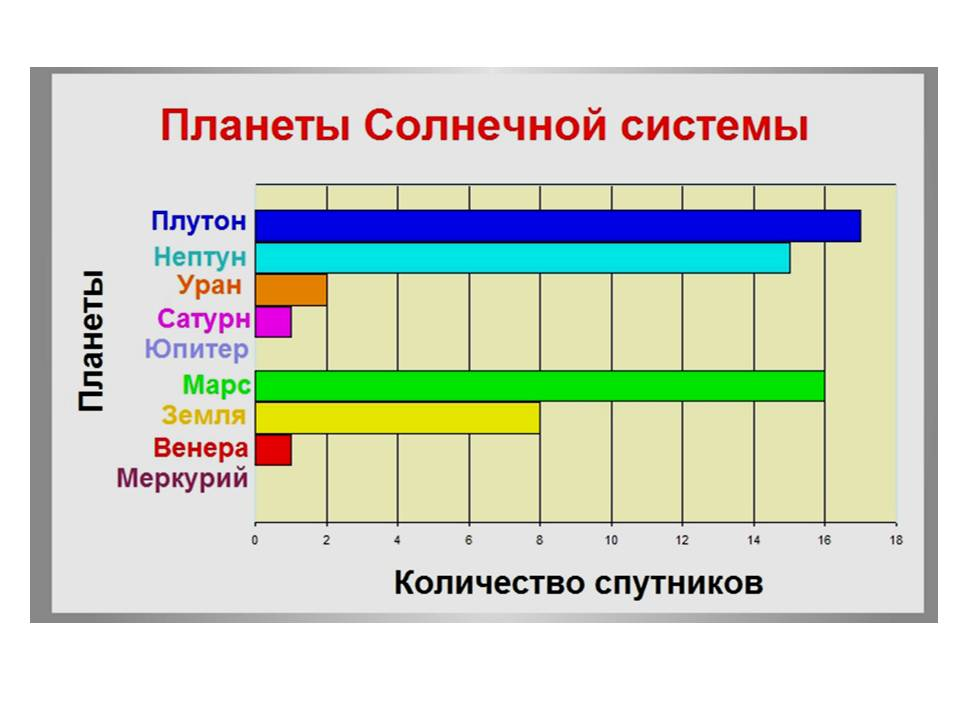 Планеты Солнечной системы
Планеты
Плутон
Нептун
Уран
Сатурн
Юпитер
Марс
Земля
Венера
Меркурий
0 2 4 6 8 10 12 14 16 18
Количество спутников